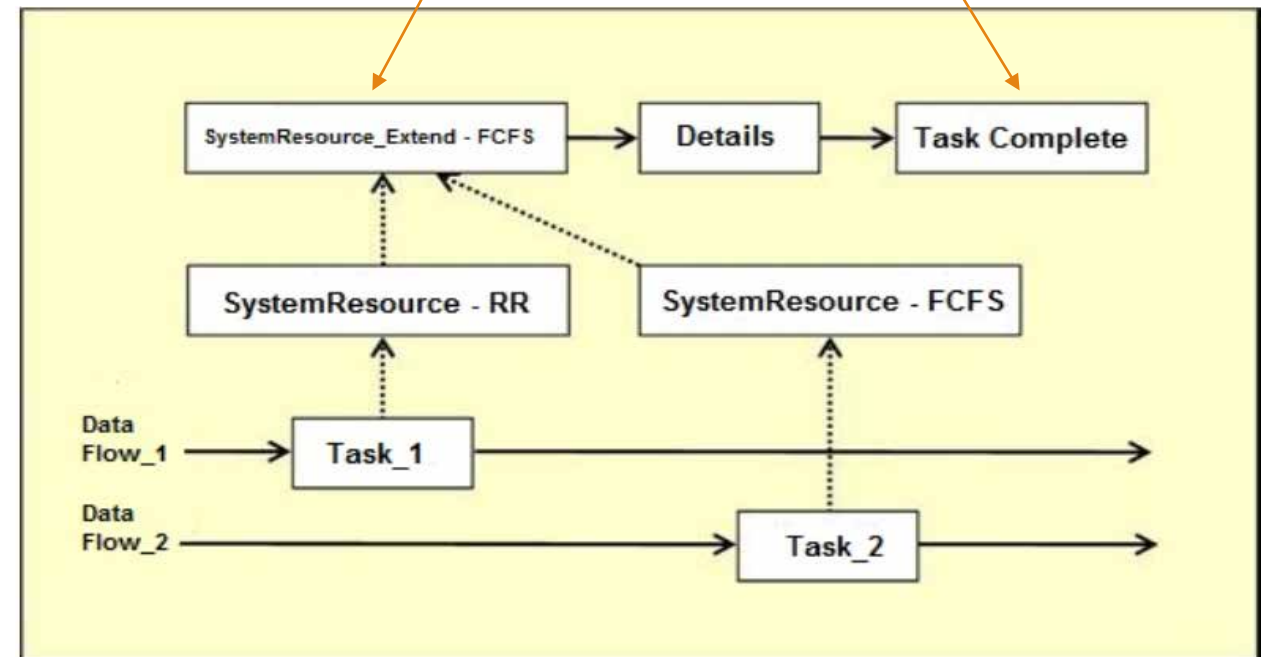 SystemResource_Extend - FCFS
Details
Task Complete
SystemResource - RR
SystemResource - FCFS
Data
Flow_1
Task_1
Data
Flow_2
Task_2